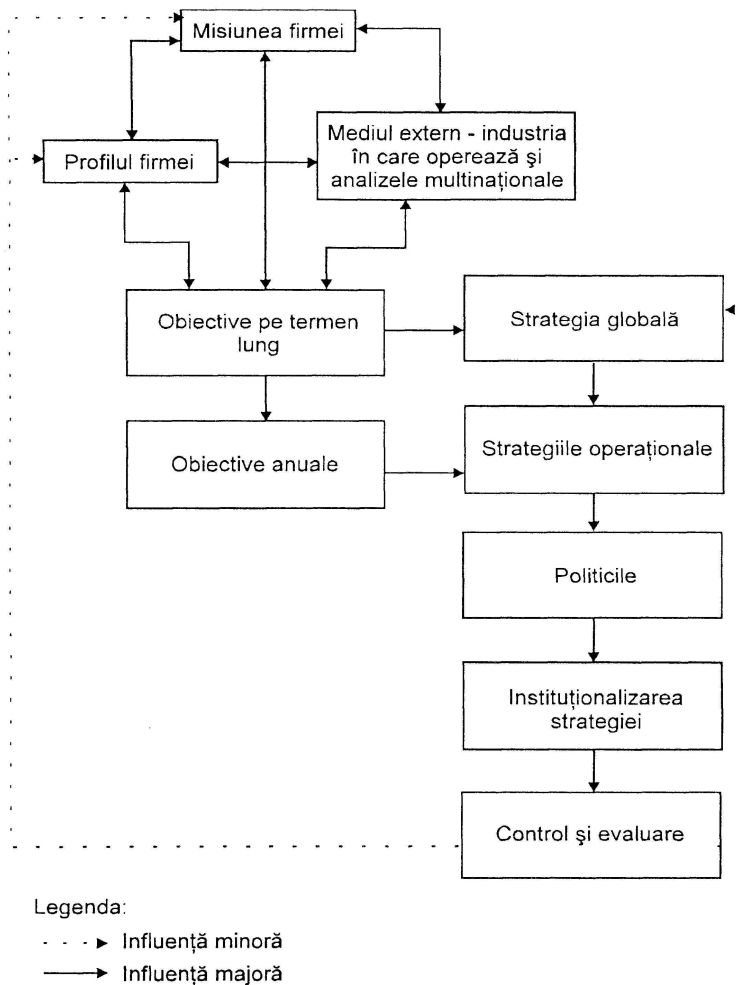 Misiunea firmei
Profilul firmei
Mediul extern - industria
în care operează şi
analizele multinaţionale
Obiective pe termen
lung
Strategia globală
Obiective anuale
Strategiile operaţionale
Politicile
Instituţionalizarea
strategiei
Control şi evaluare
Legenda:
Influenţă minoră
Influenţă majoră